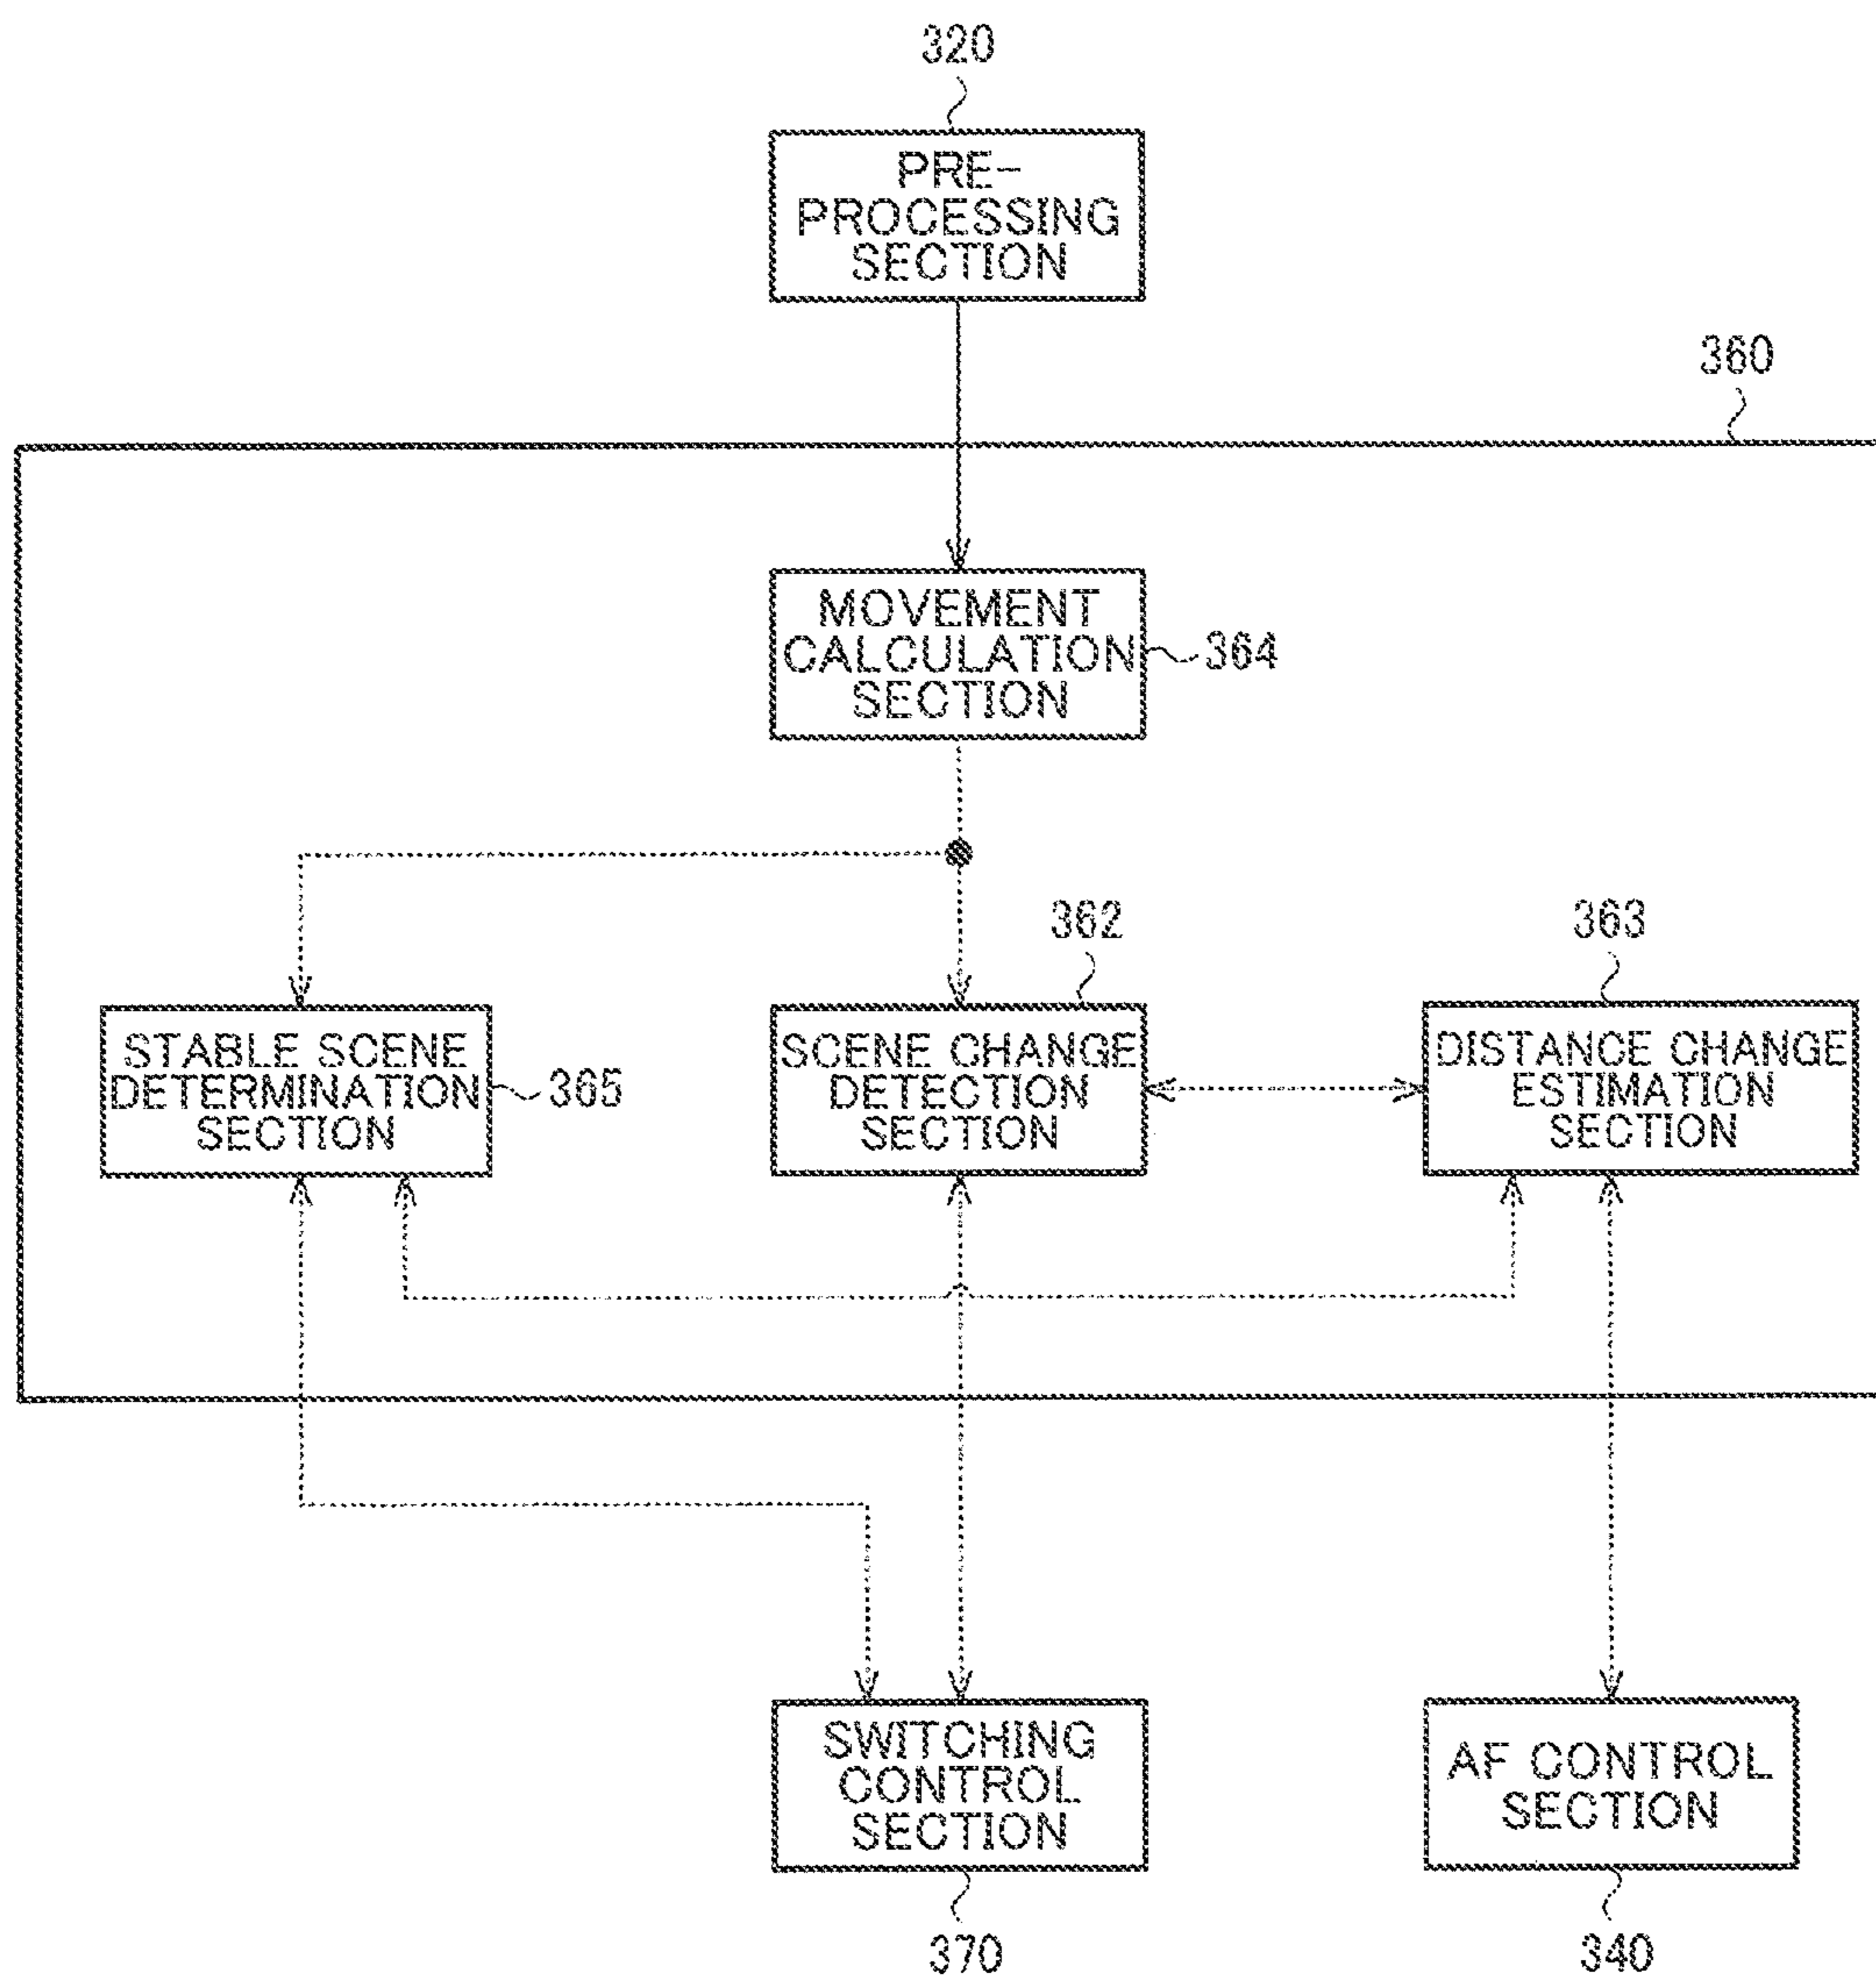 320
PRE-
PROCESSING
SECTION
360
MOVEMENT
CALCULATION
SECTION
364
362
363
STABLE SCENE
DETERMINATION
SECTION
365
SCENE CHANGE
DETECTION
SECTION
DISTANCE CHANGE
ESTIMATION
SECTION
SWITCHING
CONTROL
SECTION
AF CONTROL
SECTION
370
340